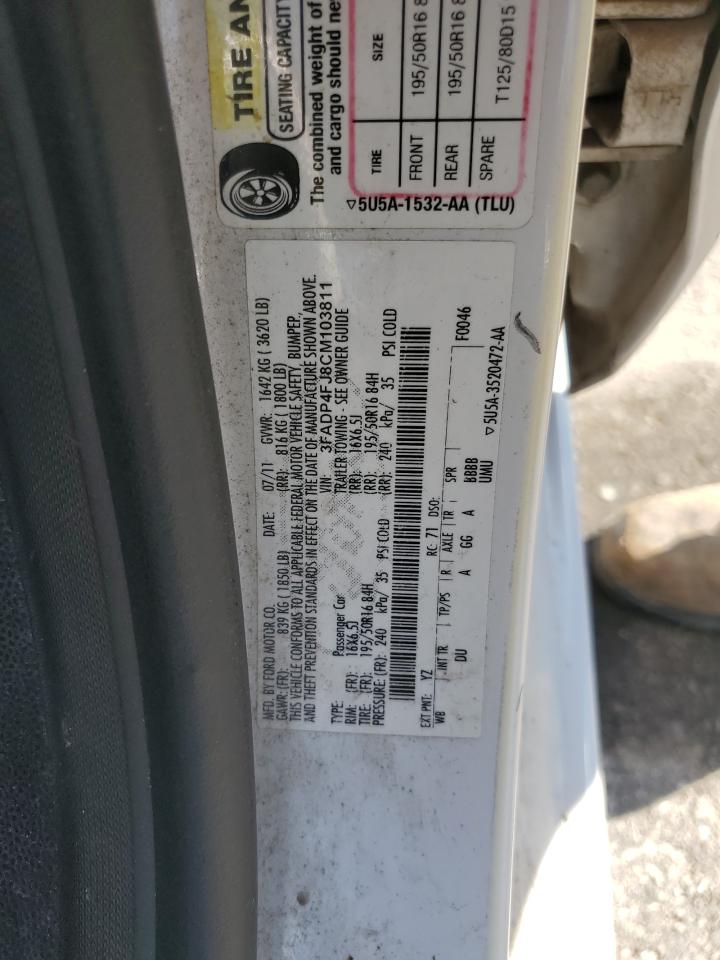 TIRE AN
SEATING CAPACITY
The combined weight of
and cargo should ne
TIRE SIZE
FRONT 195/50R16 8
REAR 195/50R16 8
SPARE T125/80D15
▽5U5A-1532-AA (TLU)
MFD. BY FORD MOTOR CO. DATE: 07/11 GVWR: 1642 KG ( 3620 LB)
GAWR: (FR): 839 KG ( 1850LB) (RR): 816 KG ( 1800 LB)
THIS VEHICLE CONFORMS TO ALL APPLICABLE FEDERAL MOTOR VEHICLE SAFETY, BUMPER,
AND THEFT PREVENTION STANDARDS IN EFFECT ON THE DATE OF MANUFACTURE SHOWN ABOVE.
VIN: 3FADP4FJ8CM103811
TYPE: Passenger Car TRAILER TOWING - SEE OWNER GUIDE
RIM: (FR): 16X6.5J (RR): 16X6.5J
TIRE: (FR): 195/50R16 84H (RR): 195/50R16 84H
PRESSURE: (FR): 240 kPa/ 35 PSI COLD (RR): 240 kPa/ 35 PSI COLD
EXT PNT: YZ RC: 71 DSO:
WB INT TR TP/PS R AXLE TR SPR F0046
DU A GG A BBBB
UMU
▽5U5A-3520472-AA